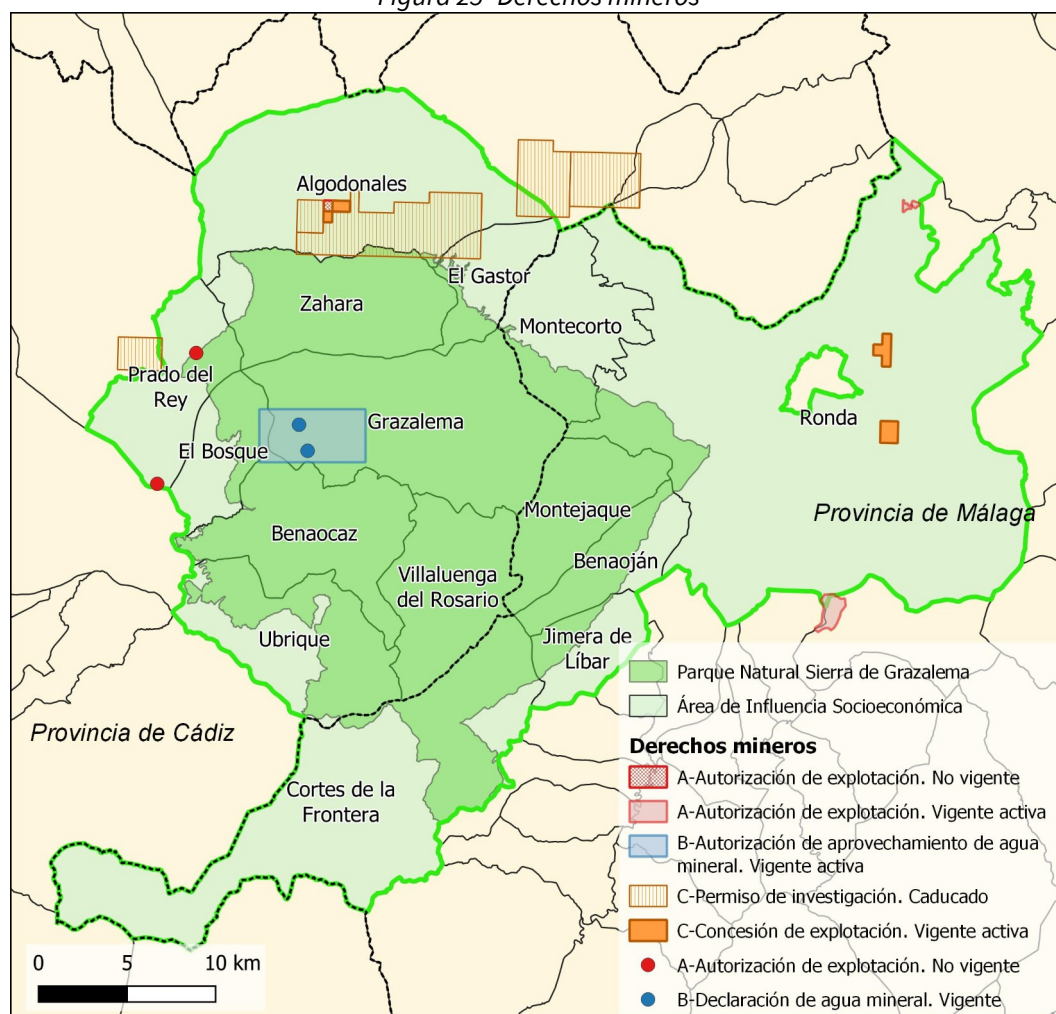 Figura 25- Derechos mineros
Algodonales
El Gastor
Zahara
Montecorto
Prado del
Rey
Grazalema
Ronda
El Bosque
Montejaque
Provincia de Málaga
Benaocaz
Benaoján
Villaluenga
del Rosario
Ubrique
Jimera de
Líbar
Provincia de Cádiz
Cortes de la
Frontera
Parque Natural Sierra de Grazalema
Área de Influencia Socioeconómica
Derechos mineros
A-Autorización de explotación. No vigente
A-Autorización de explotación. Vigente activa
B-Autorización de aprovechamiento de agua
mineral. Vigente activa
C-Permiso de investigación. Caducado
C-Concesión de explotación. Vigente activa
A-Autorización de explotación. No vigente
B-Declaración de agua mineral. Vigente
0 5 10 km